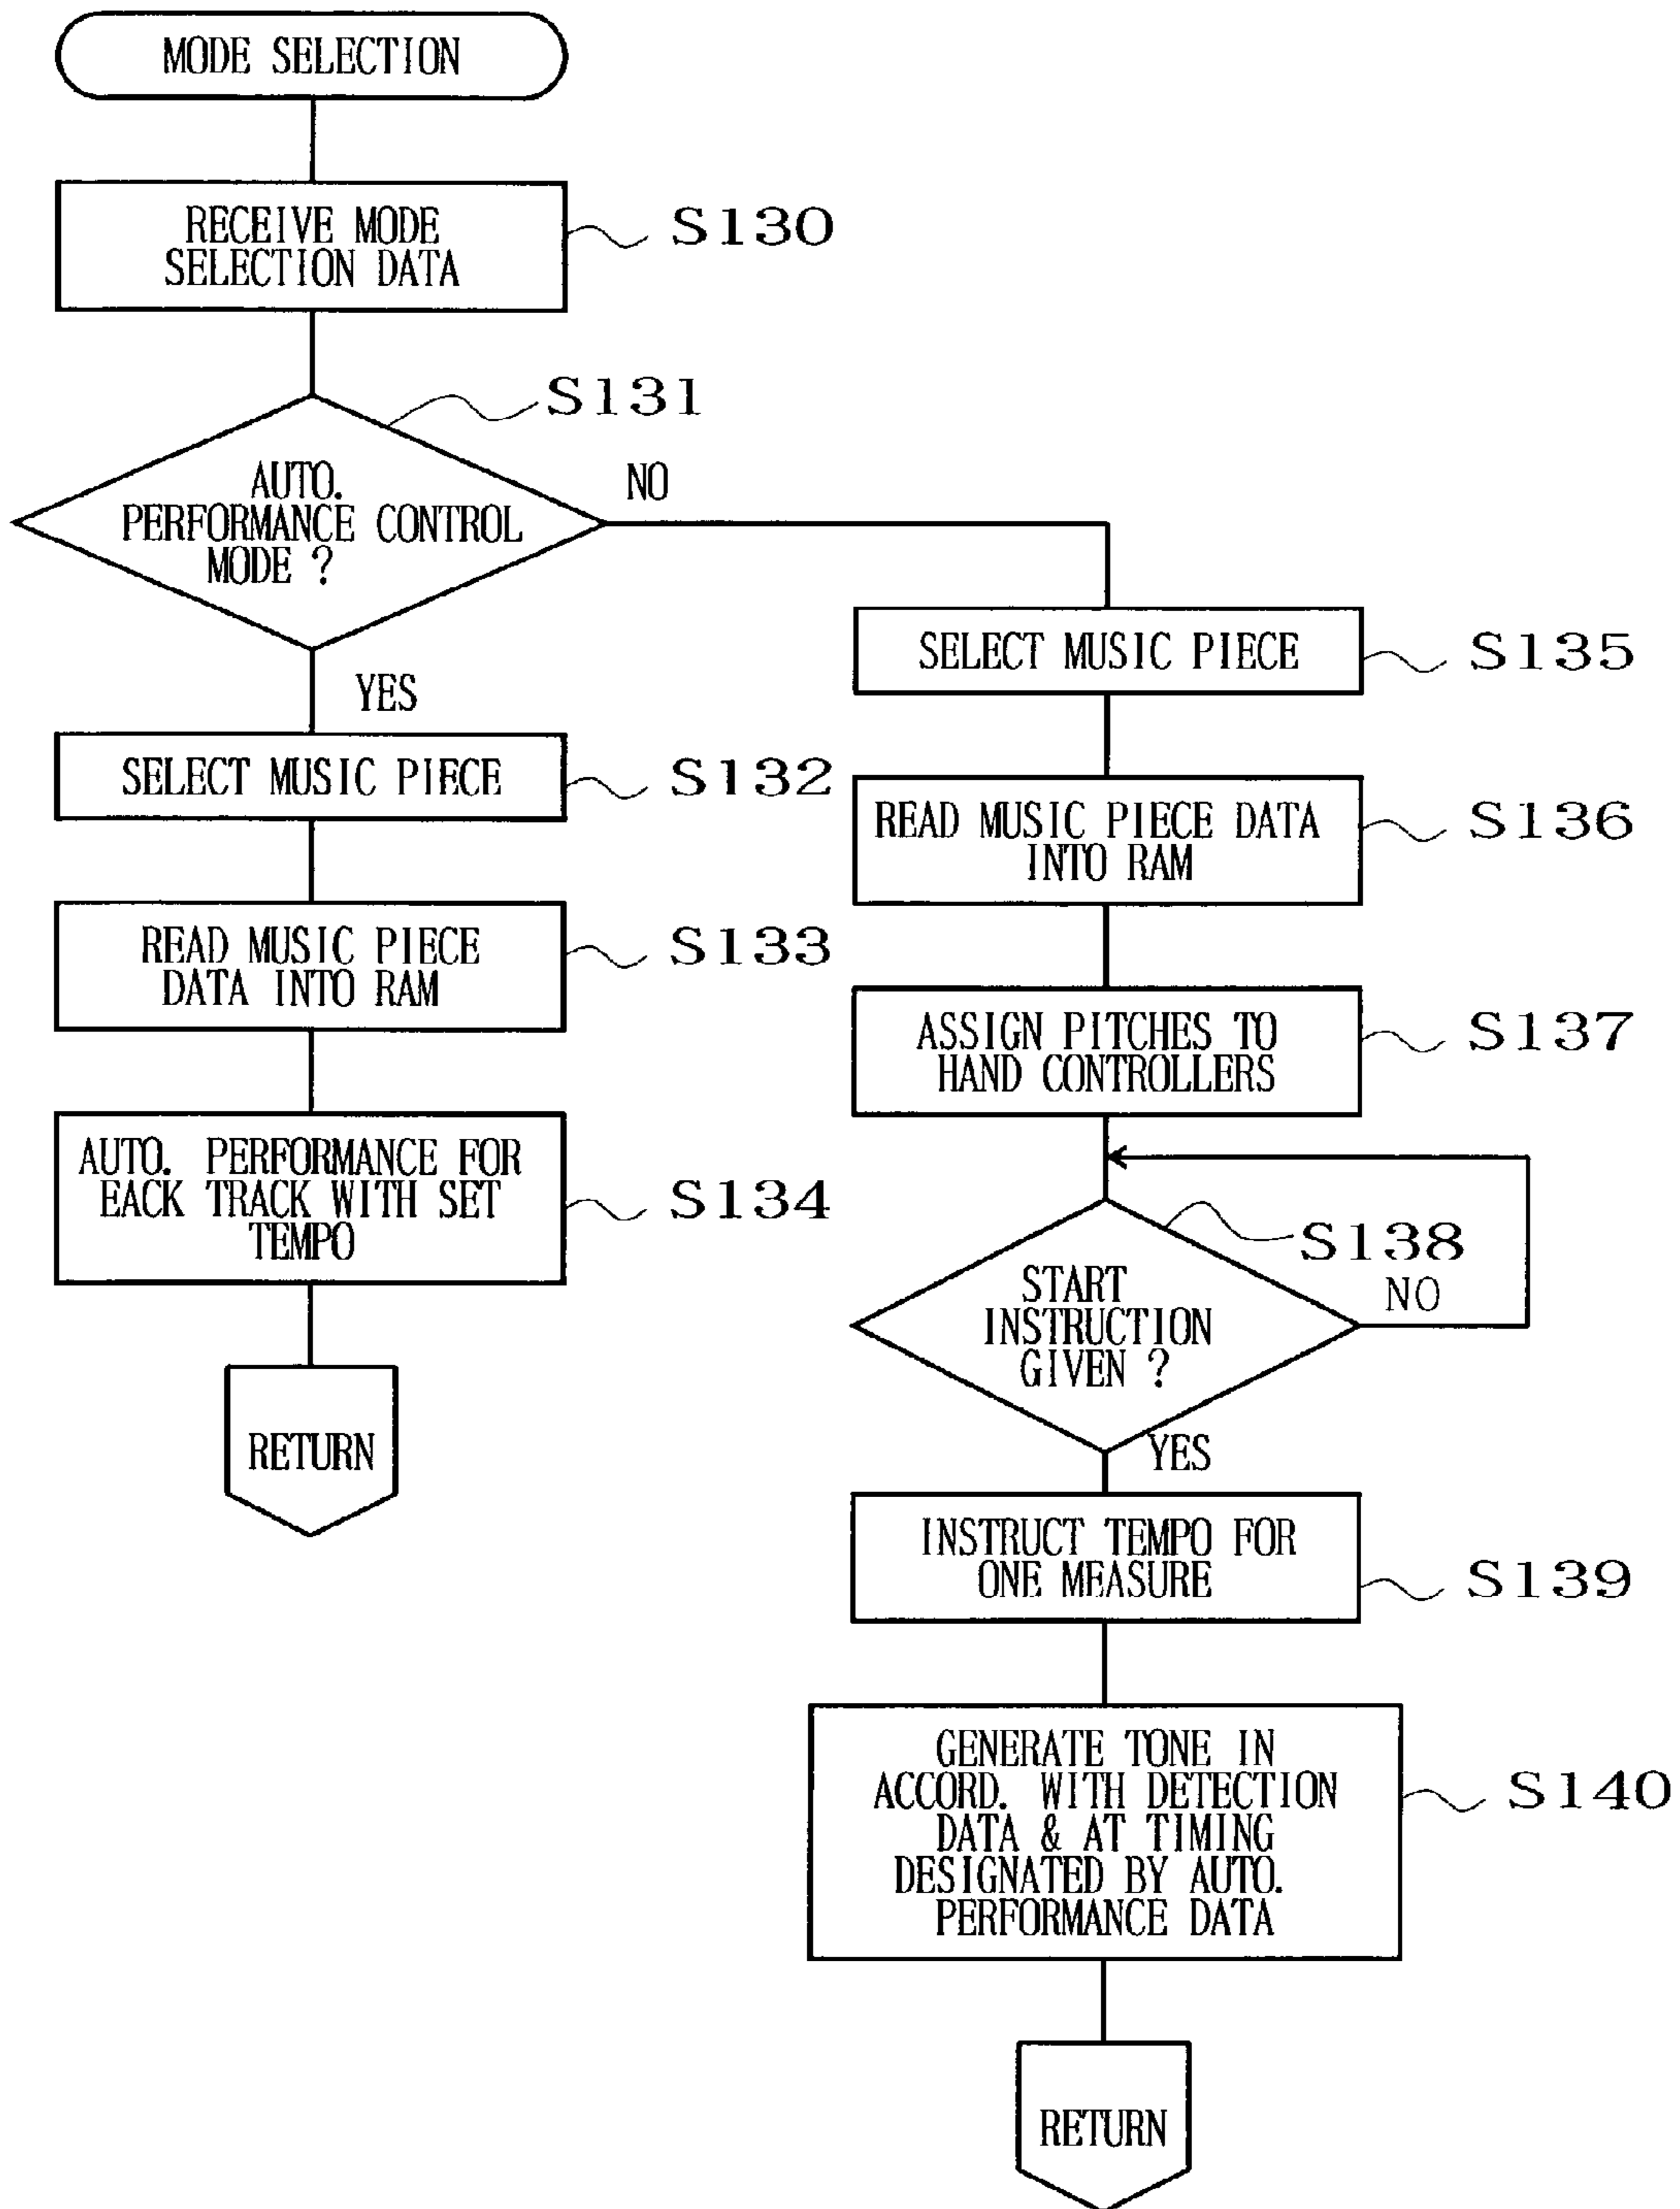 MODE SELECTION
RECEIVE MODE
SELECTION DATA
S130
S131
AUTO.
PERFORMANCE CONTROL
MODE ?
NO
YES
SELECT MUSIC PIECE
S132
READ MUSIC PIECE
DATA INTO RAM
S133
AUTO. PERFORMANCE FOR
EACK TRACK WITH SET
TEMPO
S134
RETURN
SELECT MUSIC PIECE
S135
READ MUSIC PIECE DATA
INTO RAM
S136
ASSIGN PITCHES TO
HAND CONTROLLERS
S137
S138
START
INSTRUCTION
GIVEN ?
NO
YES
INSTRUCT TEMPO FOR
ONE MEASURE
S139
GENERATE TONE IN
ACCORD. WITH DETECTION
DATA & AT TIMING
DESIGNATED BY AUTO.
PERFORMANCE DATA
S140
RETURN